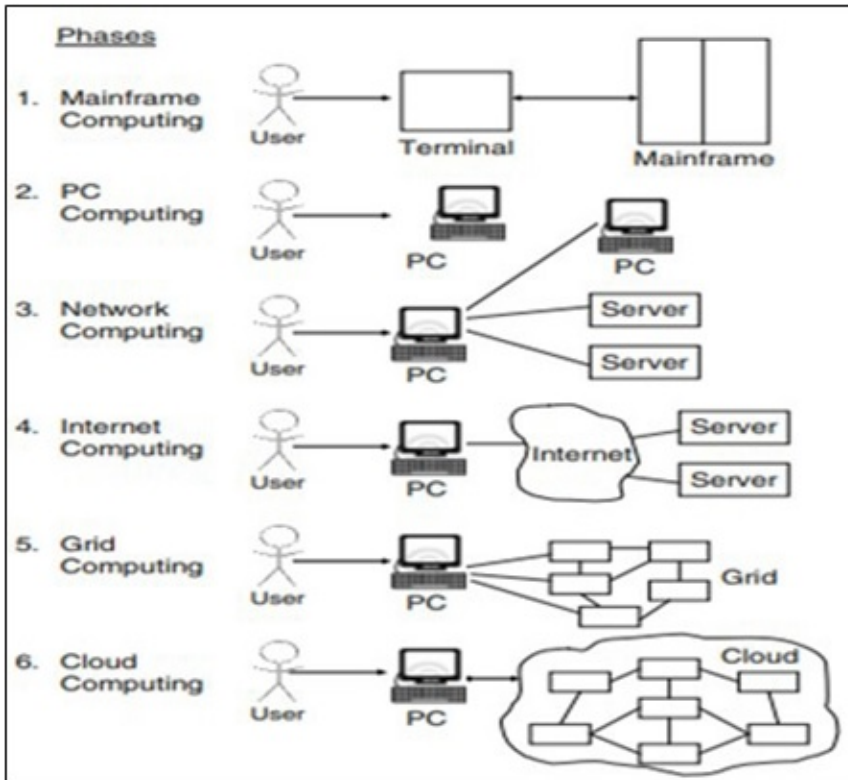 Phases
1. Mainframe
Computing
User
Terminal
Mainframe
2. PC
Computing
User
PC
PC
3. Network
Computing
User
PC
Server
Server
4. Internet
Computing
User
PC
Internet
Server
Server
5. Grid
Computing
User
PC
Grid
6. Cloud
Computing
User
PC
Cloud